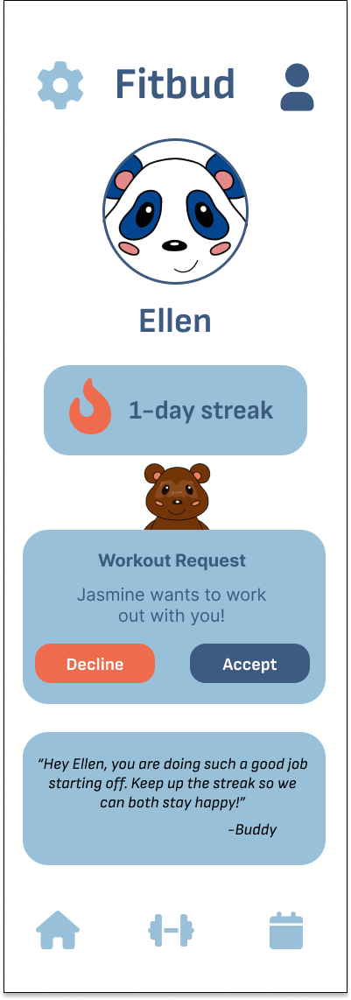 Fitbud
Ellen
1-day streak
Workout Request
Jasmine wants to work
out with you!
Decline
Accept
“Hey Ellen, you are doing such a good job
starting off. Keep up the streak so we
can both stay happy!”
-Buddy